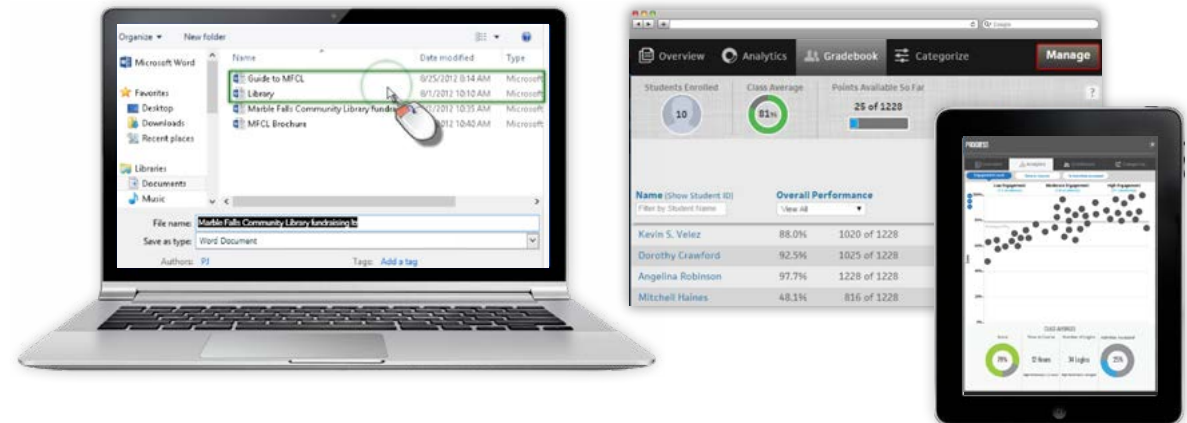 Organize New folder
Microsoft Word
Favorites
Desktop
Downloads
Recent places
Libraries
Documents
Music
Name Date modified Type
Guide to MFCL 8/25/2012 8:14 AM Microsoft
Library 8/1/2012 10:10 AM Microsoft
Marble Falls Community Library 10:35 AM Microsoft
MFCL Brochure 10:40 AM Microsoft
File name: Marble Falls Community Library fundraising
Save as type: Word Document
Authors: PJ Tags: Add a tag
Overview Analytics Gradebook Categorize Manage
Students Enrolled Class Average Points Available So Far
10 81% 25 of 1228
?
Name (Show Student ID) Overall Performance
Filter by Student Name View All
Kevin S. Velez 88.0% 1020 of 1228
Dorothy Crawford 92.5% 1025 of 1228
Angelina Robinson 97.7% 1228 of 1228
Mitchell Haines 48.1% 816 of 1228
PROGRESS
Low Engagement Moderate Engagement High Engagement
CLASS AVERAGES
12 Hours 34 Logins 25%